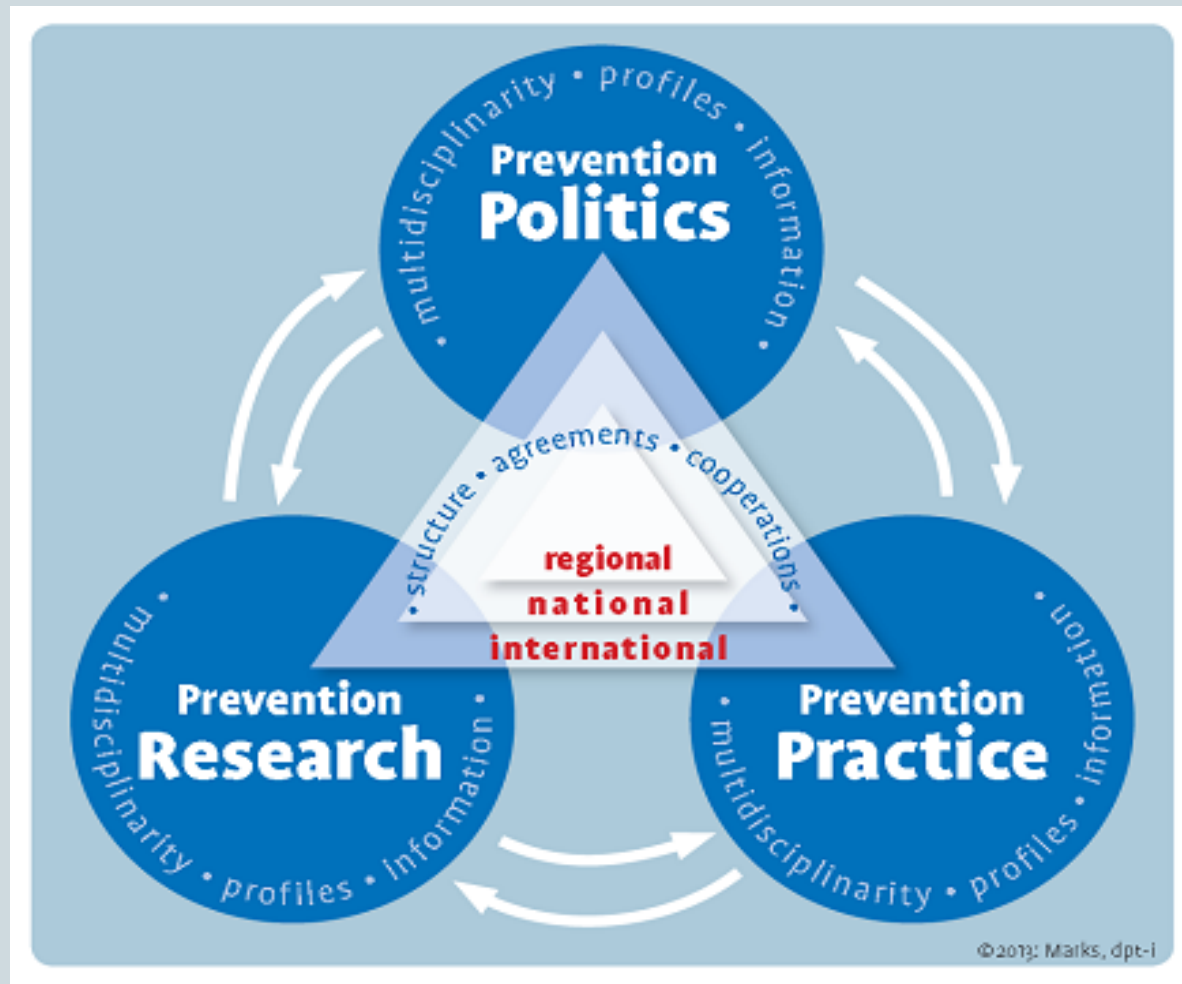 • multidisciplinarity • profiles • information •
Prevention
Politics
• structure • agreements • cooperations •
regional
national
international
• multidisciplinarity • profiles • information •
Prevention
Research
• multidisciplinarity • profiles • information •
Prevention
Practice
©2013: Marks, dpt-i